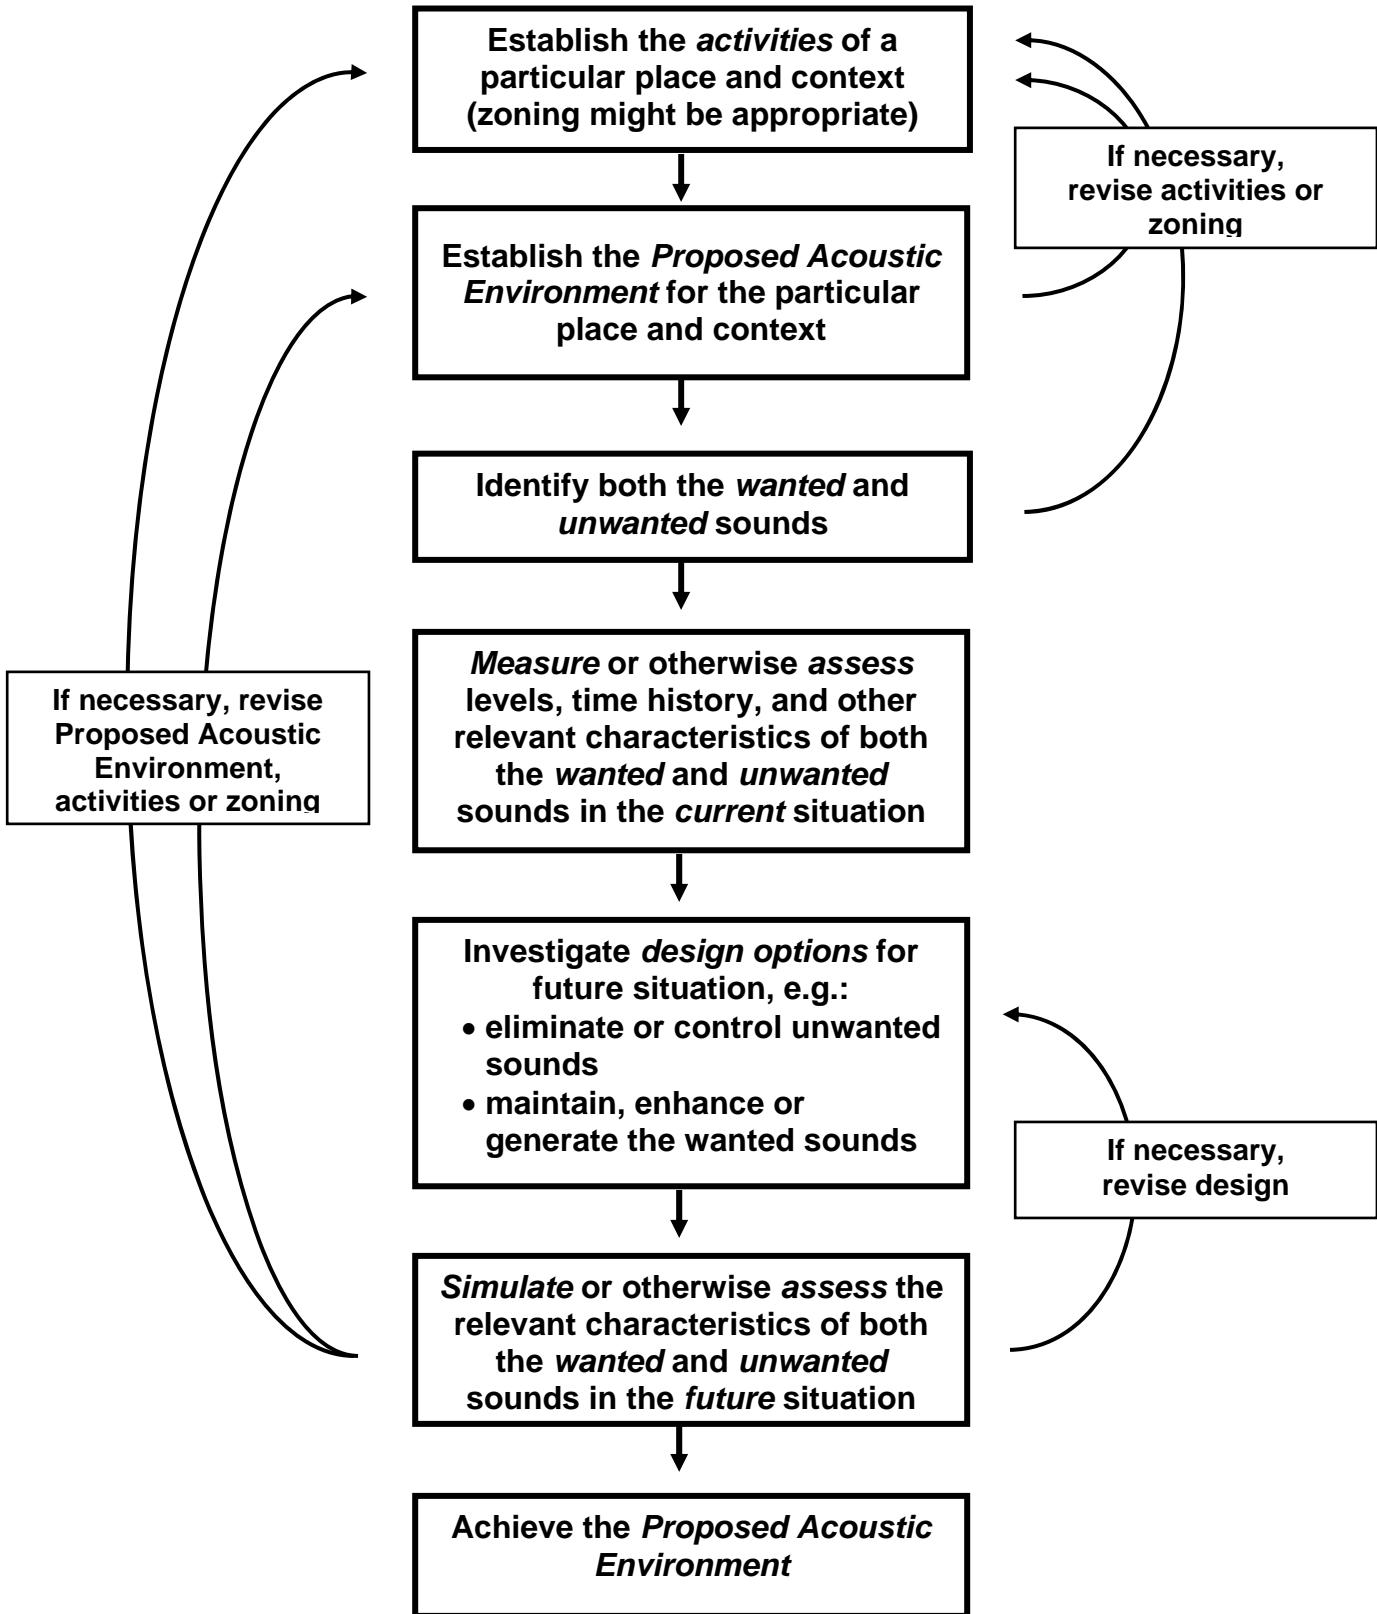 Establish the activities of a
particular place and context
(zoning might be appropriate)
If necessary,
revise activities or
zoning
Establish the Proposed Acoustic
Environment for the particular
place and context
Identify both the wanted and
unwanted sounds
Measure or otherwise assess
levels, time history, and other
relevant characteristics of both
the wanted and unwanted
sounds in the current situation
If necessary, revise
Proposed Acoustic
Environment,
activities or zoning
Investigate design options for
future situation, e.g.:
• eliminate or control unwanted
sounds
• maintain, enhance or
generate the wanted sounds
If necessary,
revise design
Simulate or otherwise assess the
relevant characteristics of both
the wanted and unwanted
sounds in the future situation
Achieve the Proposed Acoustic
Environment